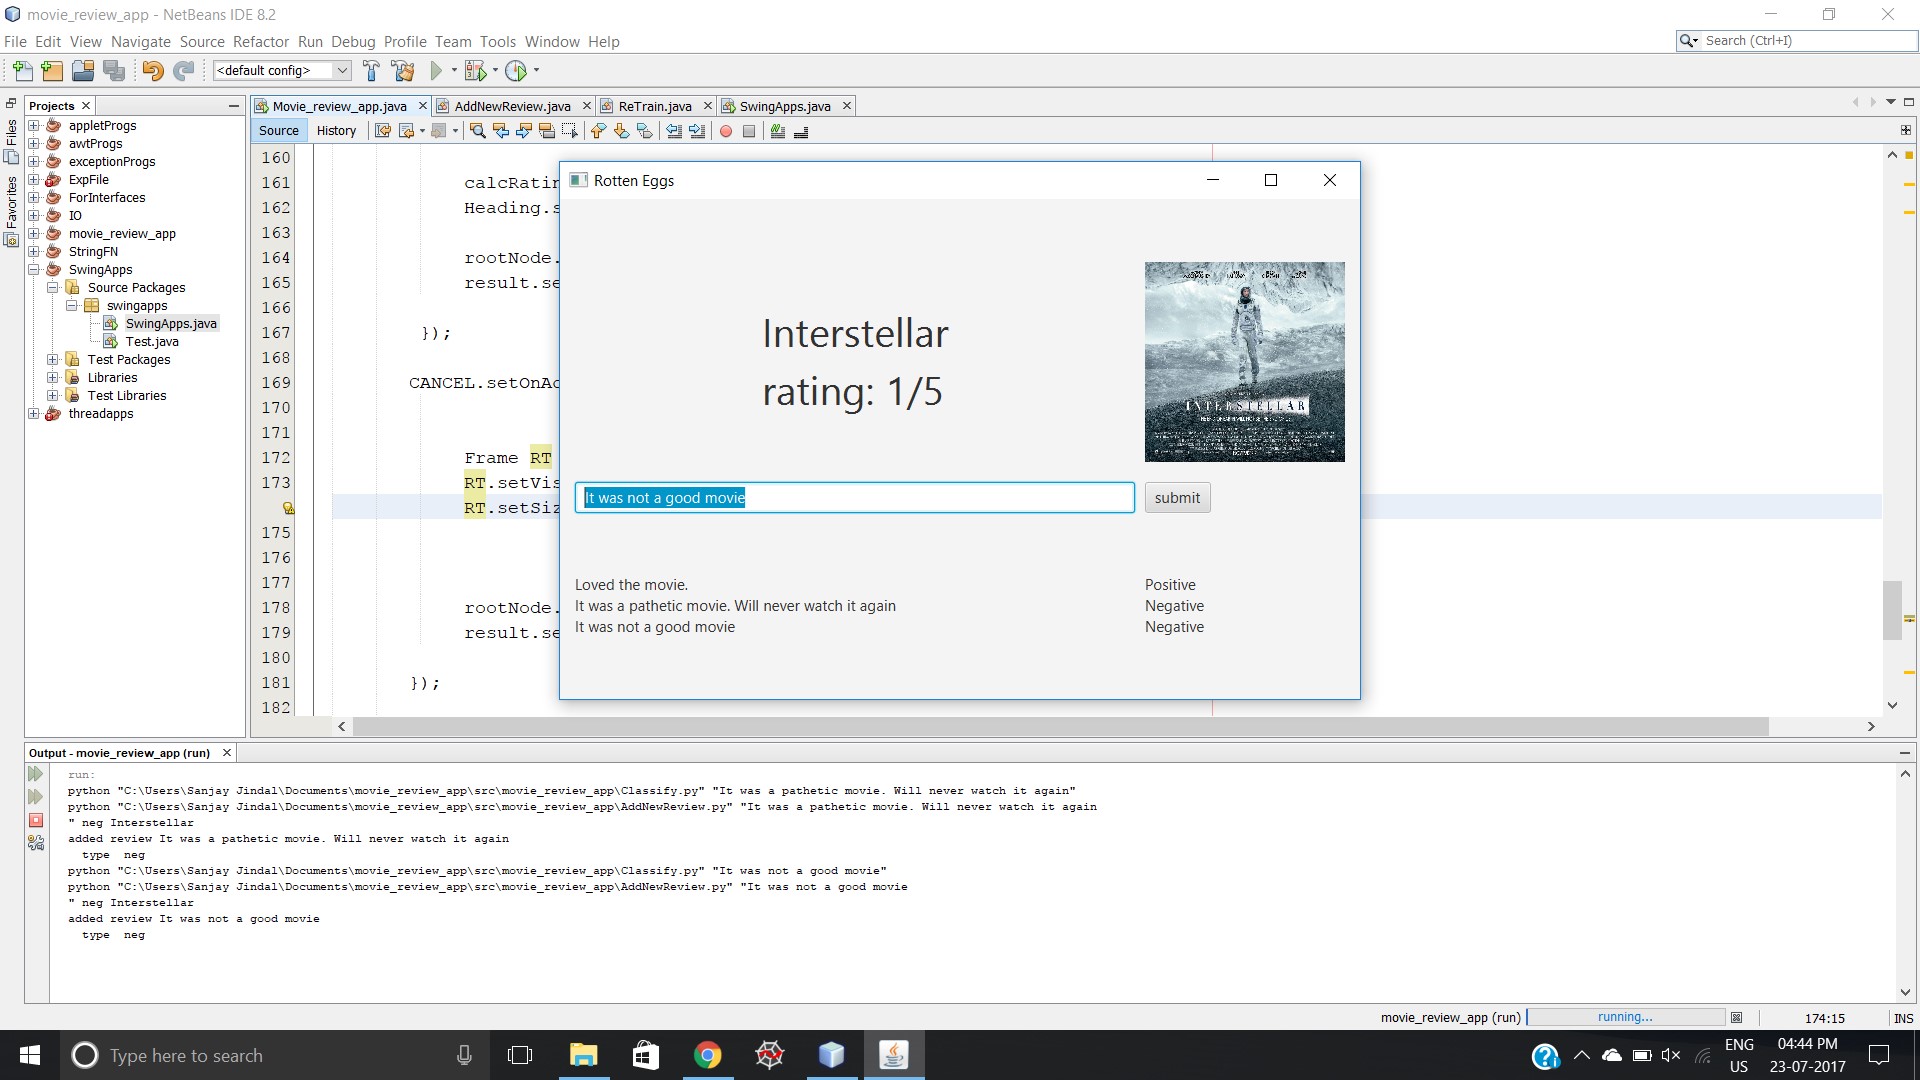 movie_review_app - NetBeans IDE 8.2
File Edit View Navigate Source Refactor Run Debug Profile Team Tools Window Help
Search (Ctrl+I)
<default config>
Projects
Files
Favorites
appletProgs
awtProgs
exceptionProgs
ExpFile
ForInterfaces
IO
movie_review_app
StringFN
SwingApps
Source Packages
swingapps
SwingApps.java
Test.java
Test Packages
Libraries
Test Libraries
threadapps
Movie_review_app.java AddNewReview.java ReTrain.java SwingApps.java
Source History
160
161 calcRatin
162 Heading.s
163
164 rootNode.
165 result.se
166
167 });
168
169 CANCEL.setOnAc
170
171
172 Frame RT
173 RT.setVis
RT.setSiz
175
176
177
178 rootNode.
179 result.se
180
181 });
182
Rotten Eggs
Interstellar
rating: 1/5
INTERSTELLAR
It was not a good movie
submit
Loved the movie. Positive
It was a pathetic movie. Will never watch it again Negative
It was not a good movie Negative
Output - movie_review_app (run)
run:
python "C:\Users\Sanjay Jindal\Documents\movie_review_app\src\movie_review_app\Classify.py" "It was a pathetic movie. Will never watch it again"
python "C:\Users\Sanjay Jindal\Documents\movie_review_app\src\movie_review_app\AddNewReview.py" "It was a pathetic movie. Will never watch it again
" neg Interstellar
added review It was a pathetic movie. Will never watch it again
type neg
python "C:\Users\Sanjay Jindal\Documents\movie_review_app\src\movie_review_app\Classify.py" "It was not a good movie"
python "C:\Users\Sanjay Jindal\Documents\movie_review_app\src\movie_review_app\AddNewReview.py" "It was not a good movie
" neg Interstellar
added review It was not a good movie
type neg
movie_review_app (run) running... 174:15 INS
Type here to search
ENG
US
04:44 PM
23-07-2017